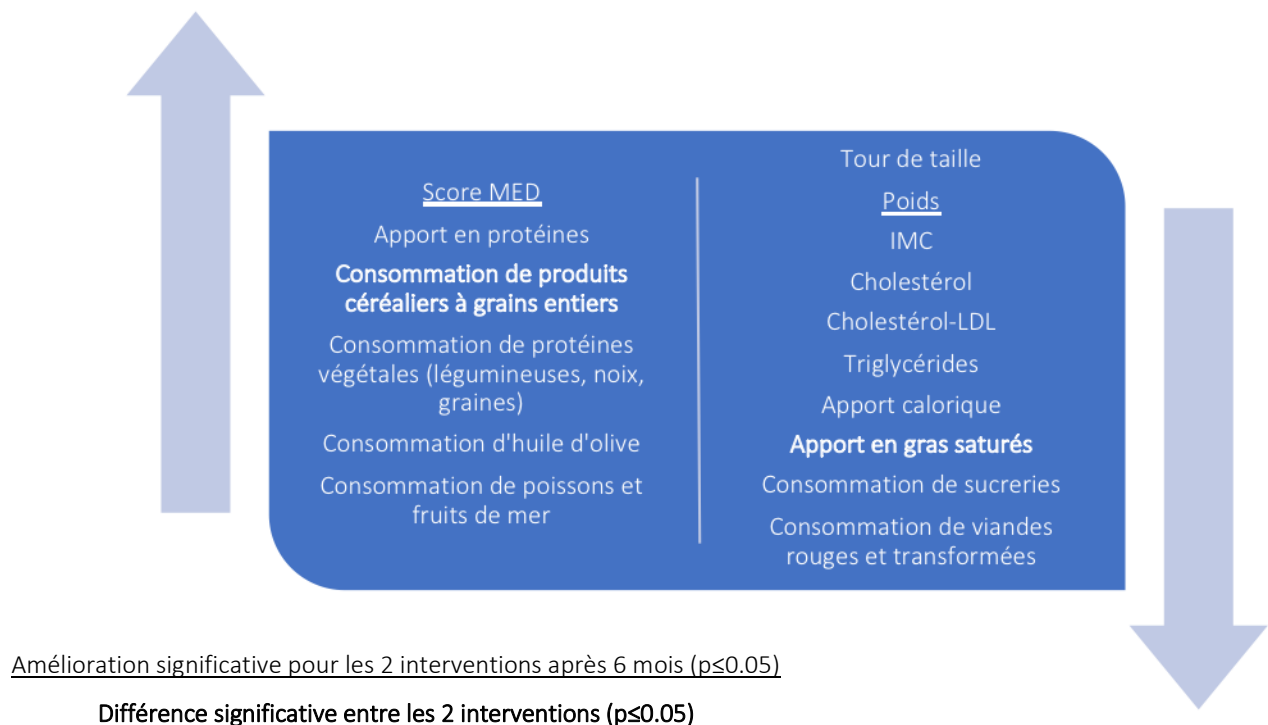 Score MED
Apport en protéines
Consommation de produits
céréaliers à grains entiers
Consommation de protéines
végétales (légumineuses, noix,
graines)
Consommation d'huile d'olive
Consommation de poissons et
fruits de mer
Tour de taille
Poids
IMC
Cholestérol
Cholestérol-LDL
Triglycérides
Apport calorique
Apport en gras saturés
Consommation de sucreries
Consommation de viandes
rouges et transformées
Amélioration significative pour les 2 interventions après 6 mois (p≤0.05)
Différence significative entre les 2 interventions (p≤0.05)